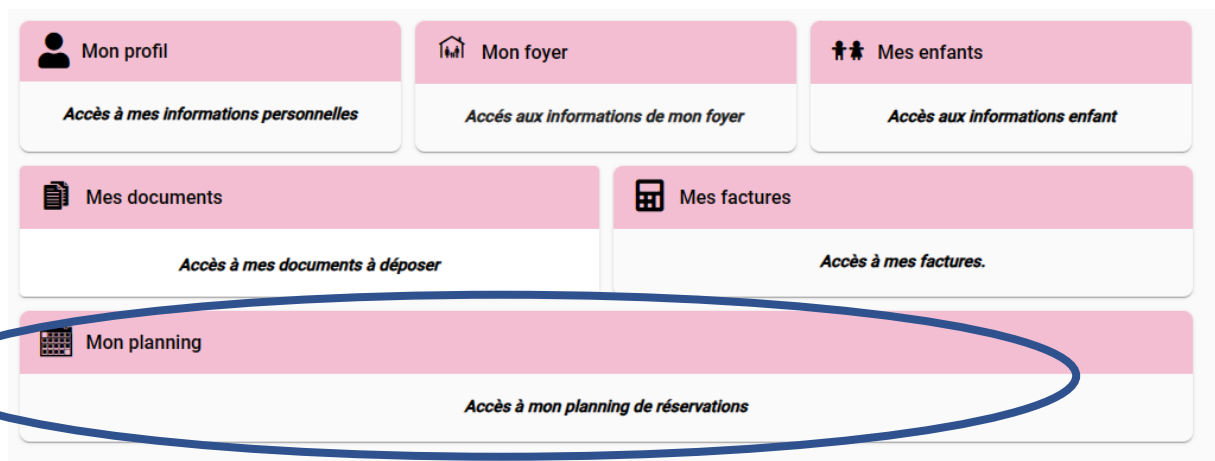 Mon profil
Mon foyer
Mes enfants
Accès à mes informations personnelles
Accés aux informations de mon foyer
Accès aux informations enfant
Mes documents
Mes factures
Accès à mes documents à déposer
Accès à mes factures.
Mon planning
Accès à mon planning de réservations